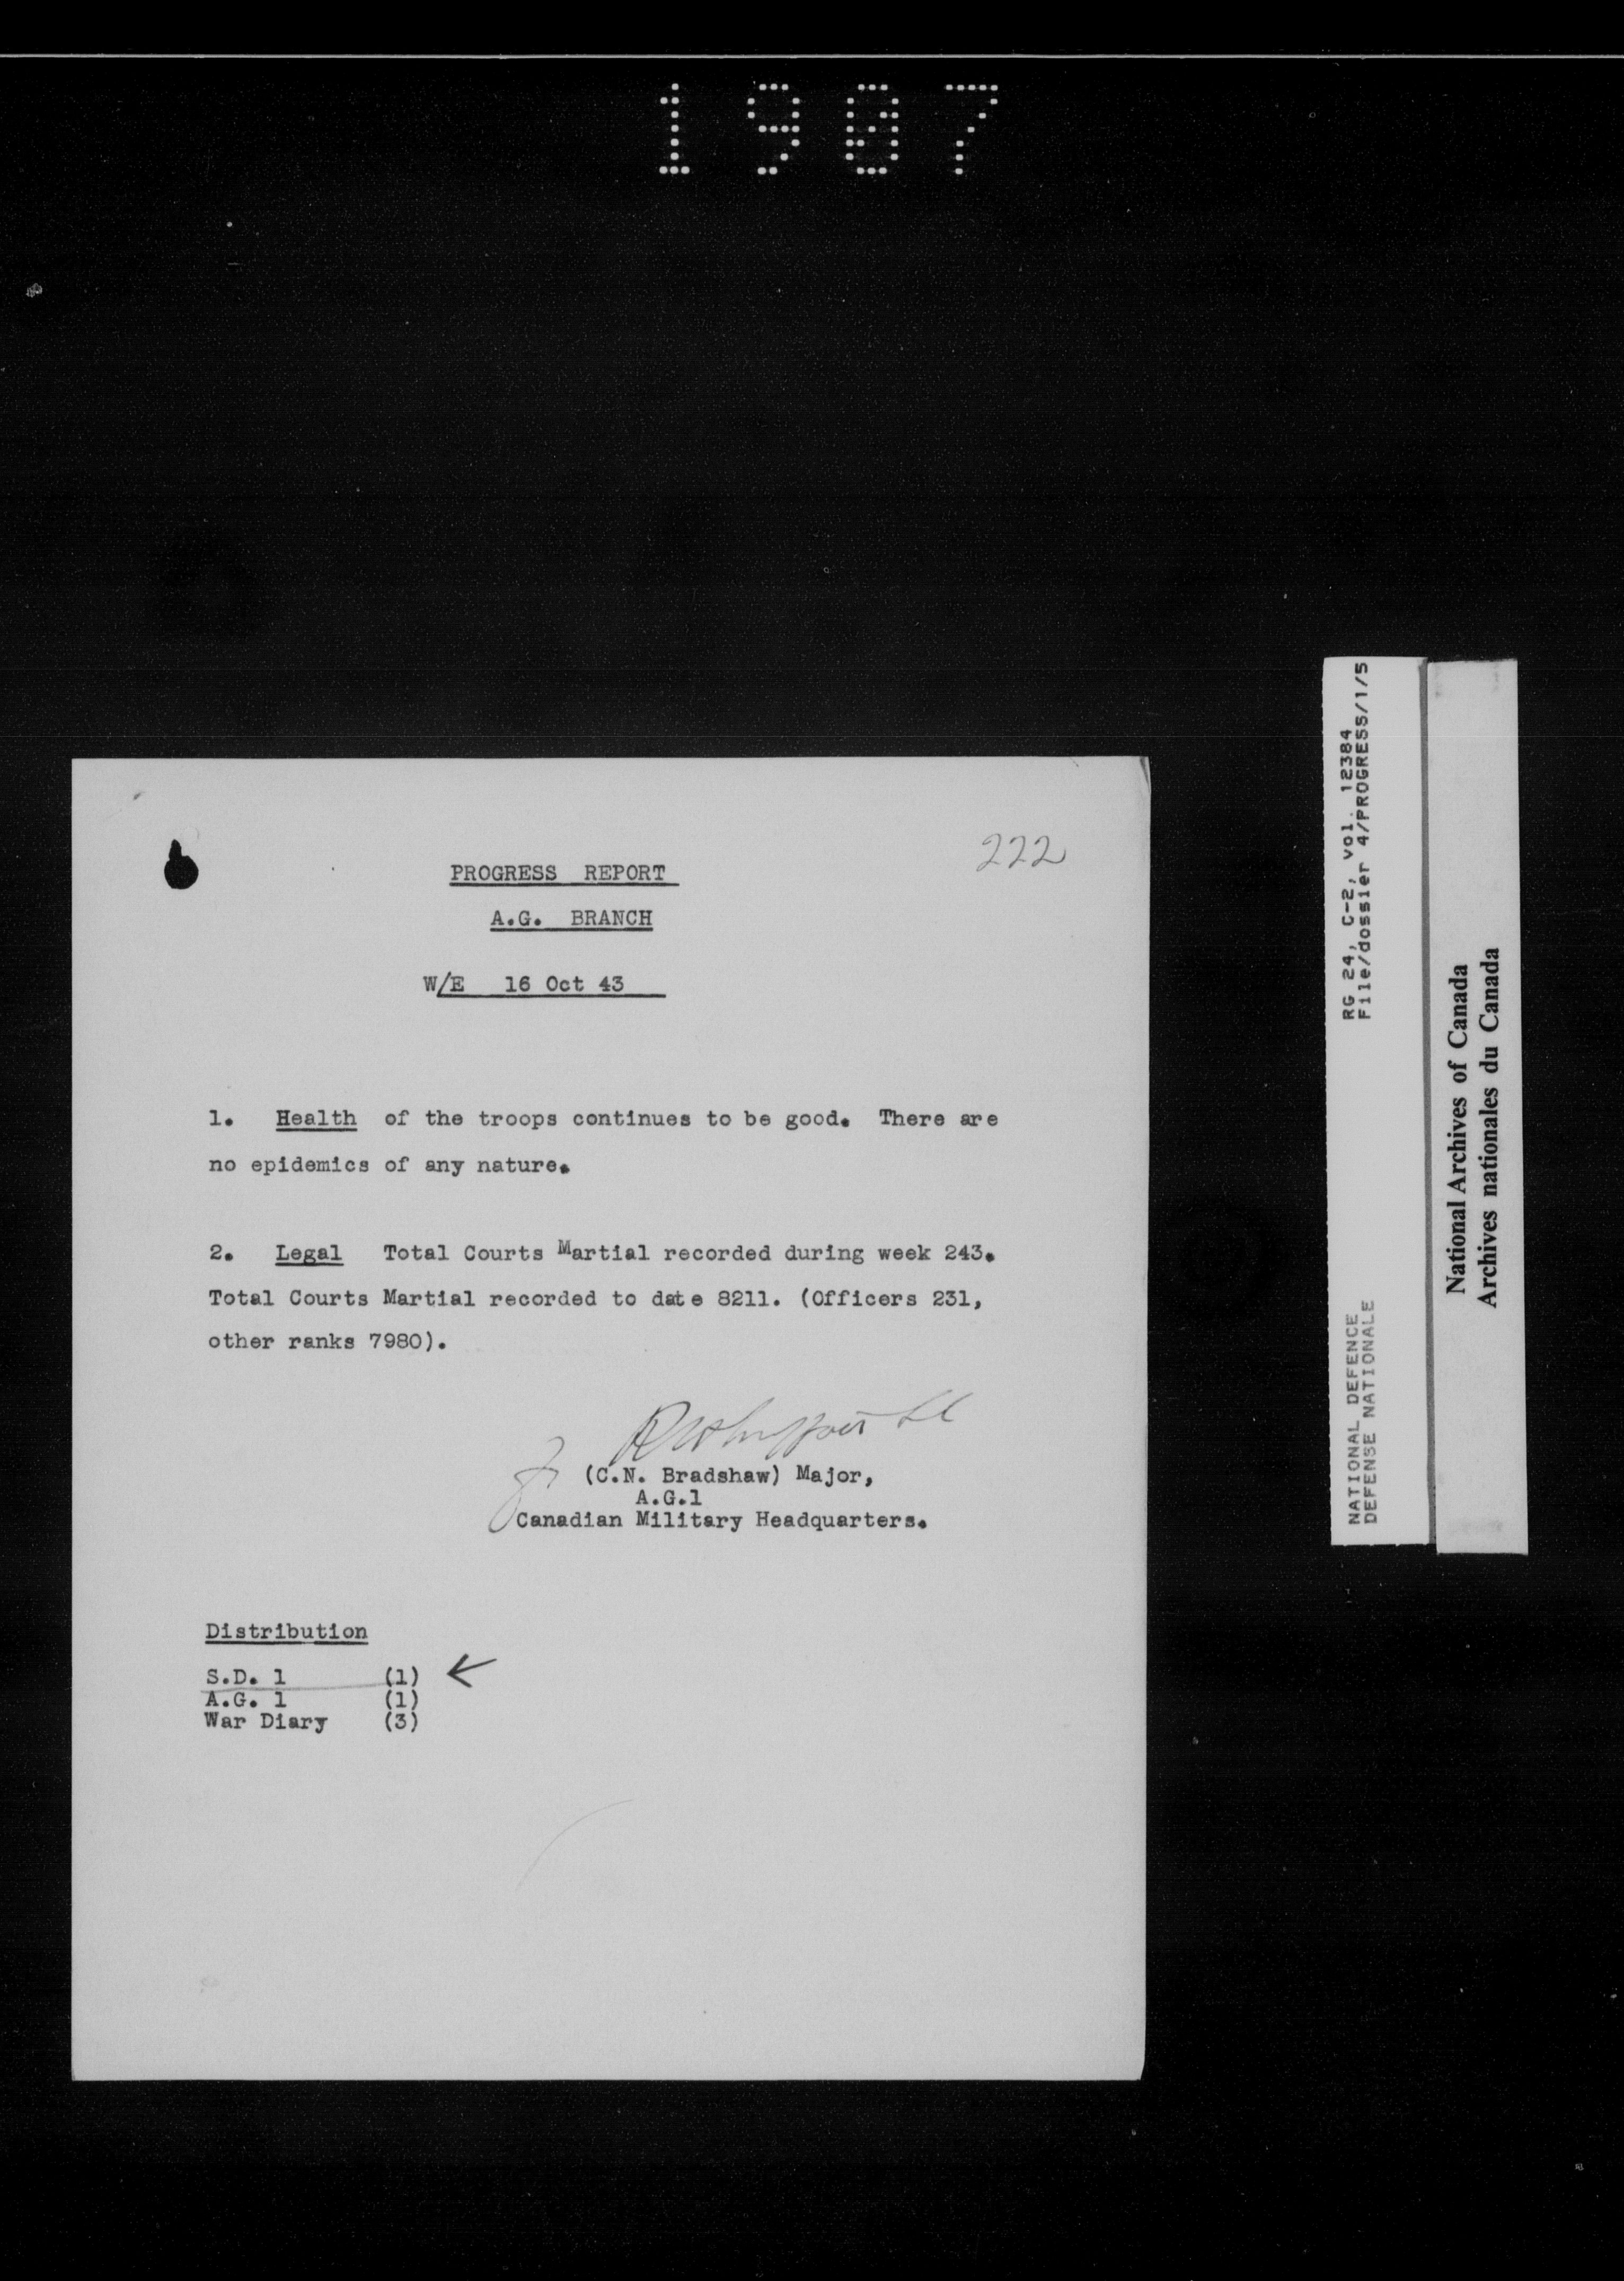 1907
222
PROGRESS REPORT
A.G. BRANCH
W/E 16 Oct 43
1. Health of the troops continues to be good. There are
no epidemics of any nature.
2. Legal Total Courts Martial recorded during week 243.
Total Courts Martial recorded to date 8211. (Officers 231,
other ranks 7980).
(C.N. Bradshaw) Major,
A.G.1
Canadian Military Headquarters.
Distribution
S.D. 1 (1)
A.G. 1 (1)
War Diary (3)
RG 24, C-2, vol. 12384
File/dossier 4/PROGRESS/1/5
NATIONAL DEFENCE
DEFENSE NATIONALE
National Archives of Canada
Archives nationales du Canada